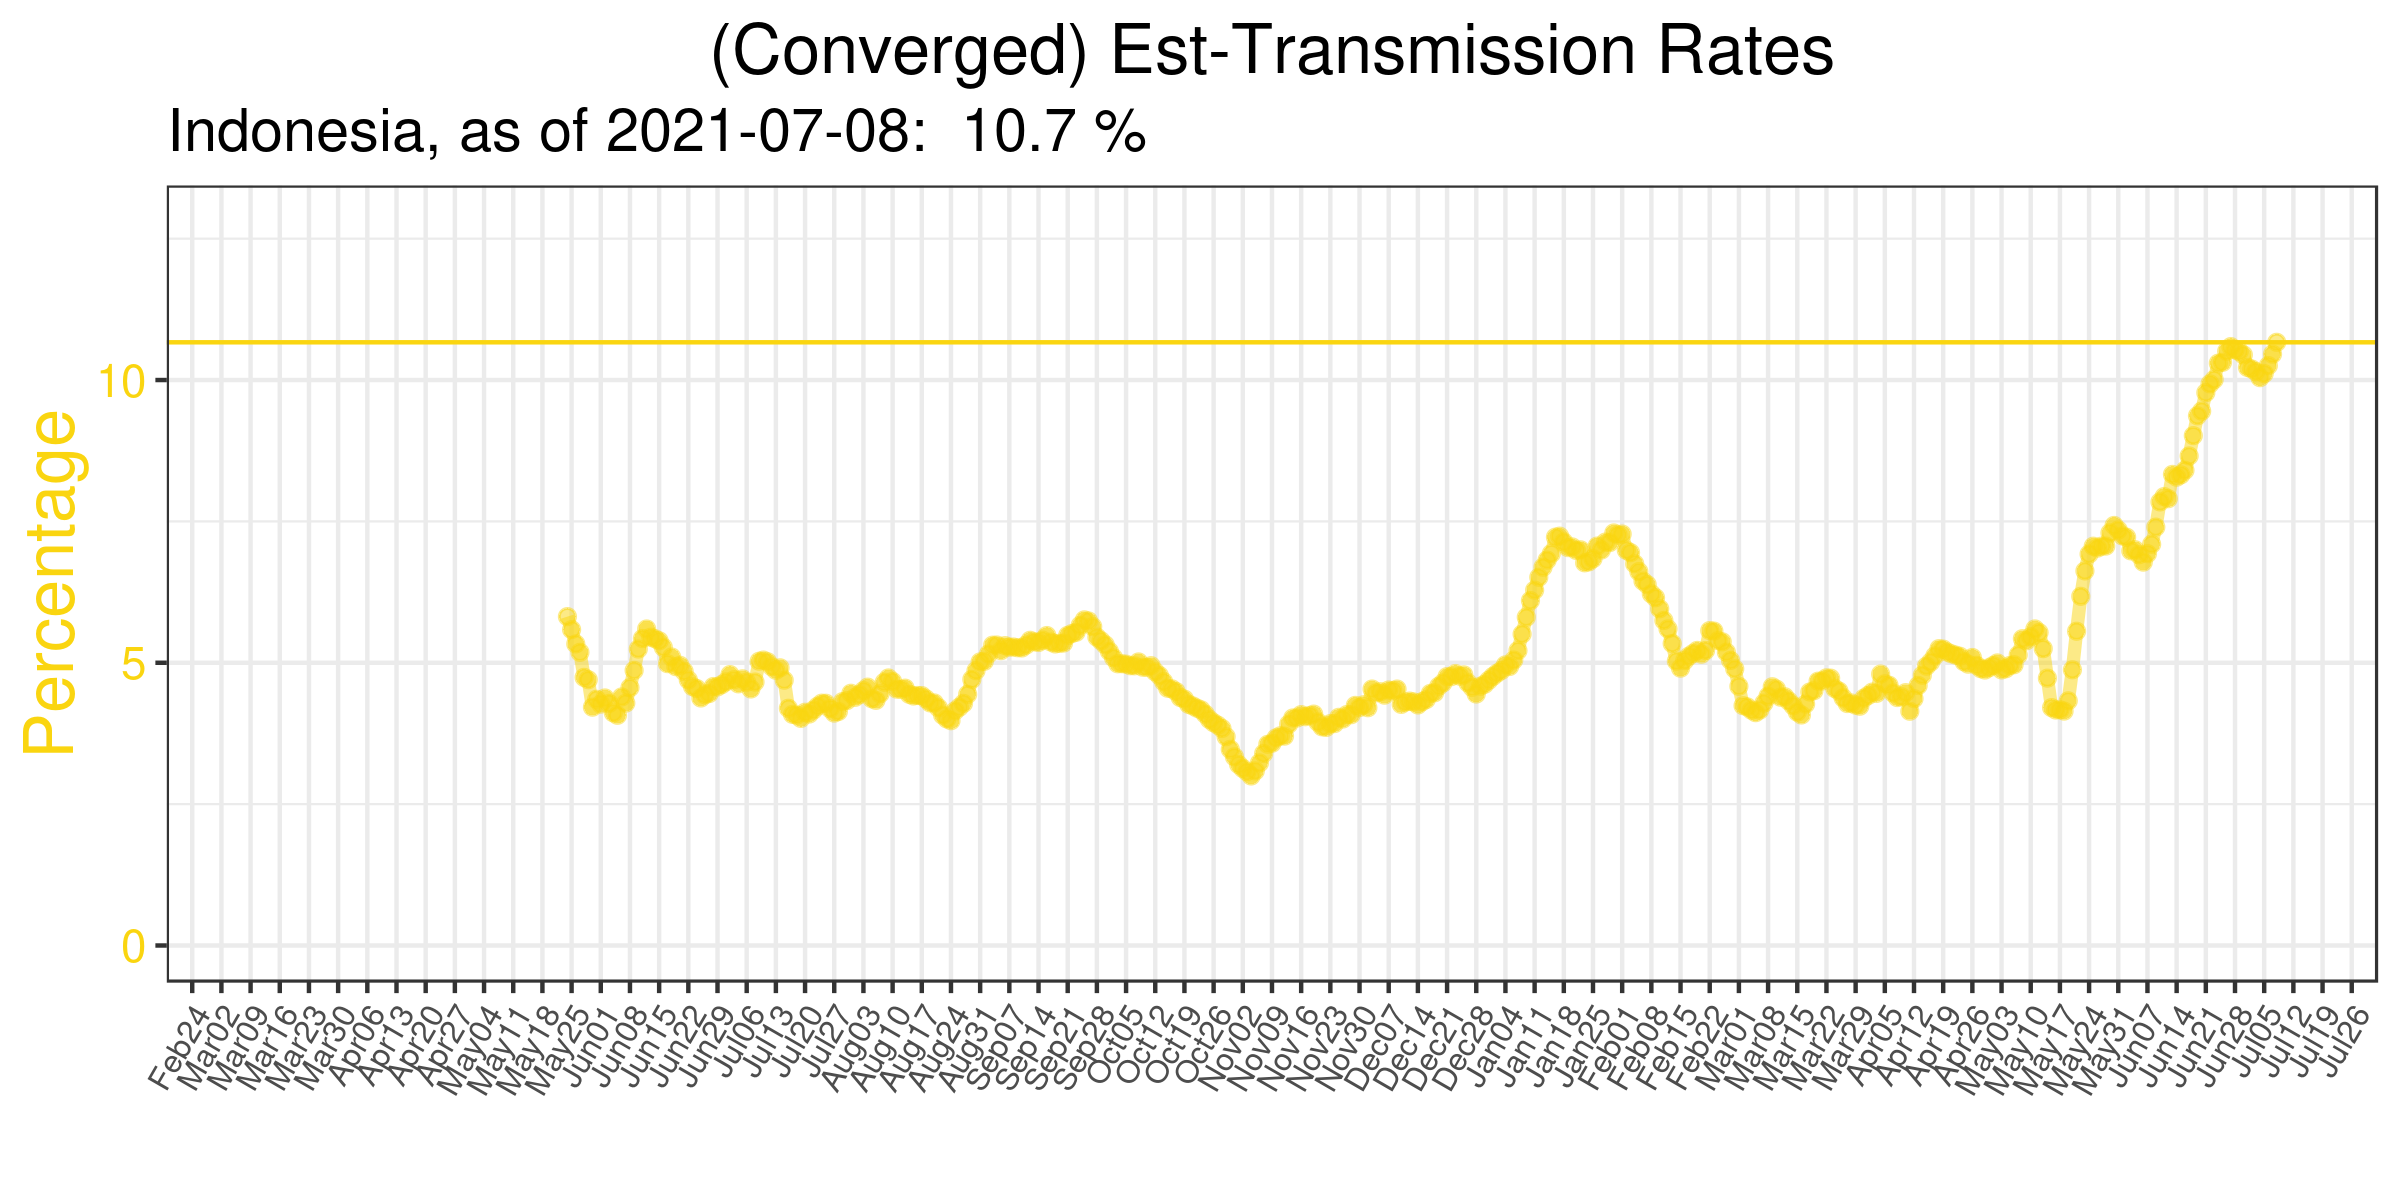 (Converged) Est-Transmission Rates
Indonesia, as of 2021-07-08:  10.7 %
Percentage
10
5
0
Feb24
Mar02
Mar09
Mar16
Mar23
Mar30
Apr06
Apr13
Apr20
Apr27
May04
May11
May18
May25
Jun01
Jun08
Jun15
Jun22
Jun29
Jul06
Jul13
Jul20
Jul27
Aug03
Aug10
Aug17
Aug24
Aug31
Sep07
Sep14
Sep21
Sep28
Oct05
Oct12
Oct19
Oct26
Nov02
Nov09
Nov16
Nov23
Nov30
Dec07
Dec14
Dec21
Dec28
Jan04
Jan11
Jan18
Jan25
Feb01
Feb08
Feb15
Feb22
Mar01
Mar08
Mar15
Mar22
Mar29
Apr05
Apr12
Apr19
Apr26
May03
May10
May17
May24
May31
Jun07
Jun14
Jun21
Jun28
Jul05
Jul12
Jul19
Jul26